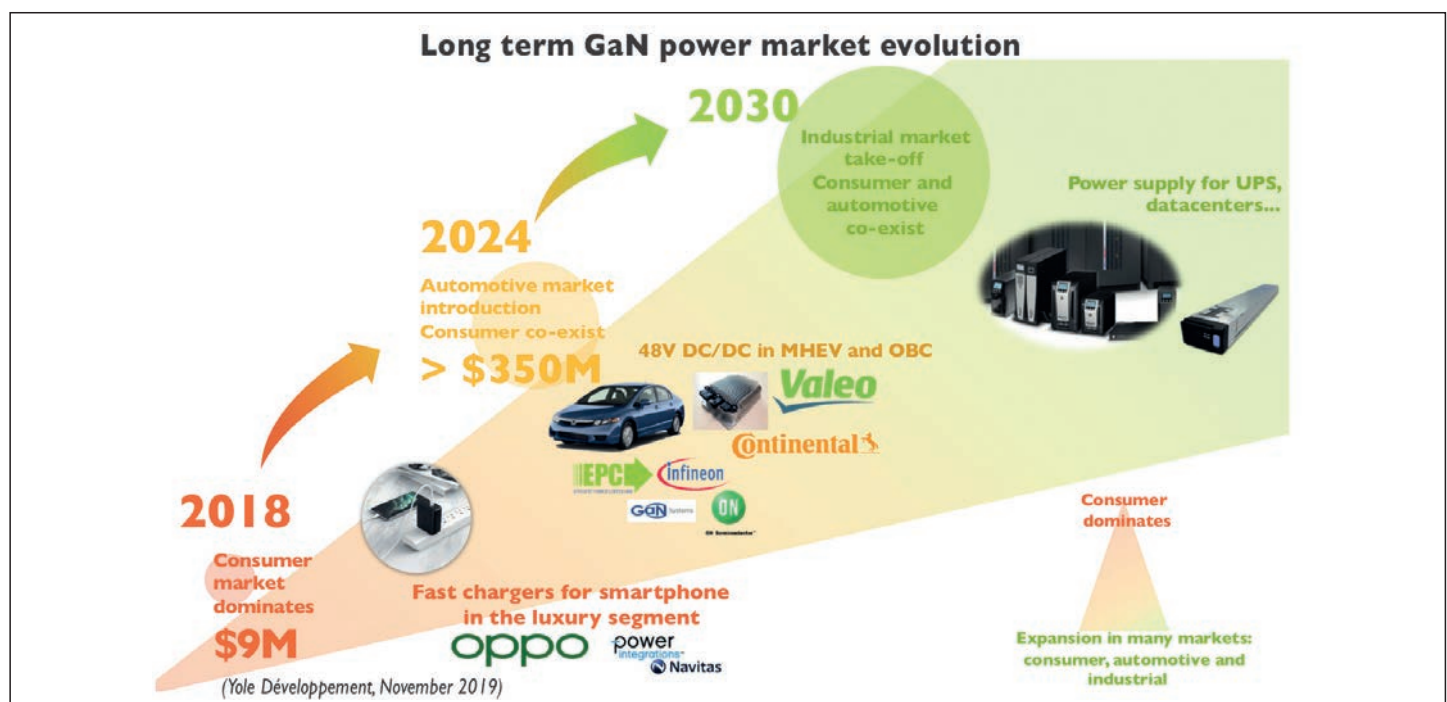 Long term GaN power market evolution
2030
Industrial market
take-off
Consumer and
automotive
co-exist
Power supply for UPS,
datacenters...
2024
Automotive market
introduction
Consumer co-exist
> $350M
48V DC/DC in MHEV and OBC
Valeo
Continental
EPC
infineon
GaN Systems
ON
ON Semiconductor
2018
Consumer
market
dominates
$9M
Fast chargers for smartphone
in the luxury segment
oppo
power
integrations
Navitas
Consumer
dominates
Expansion in many markets:
consumer, automotive and
industrial
(Yole Développement, November 2019)